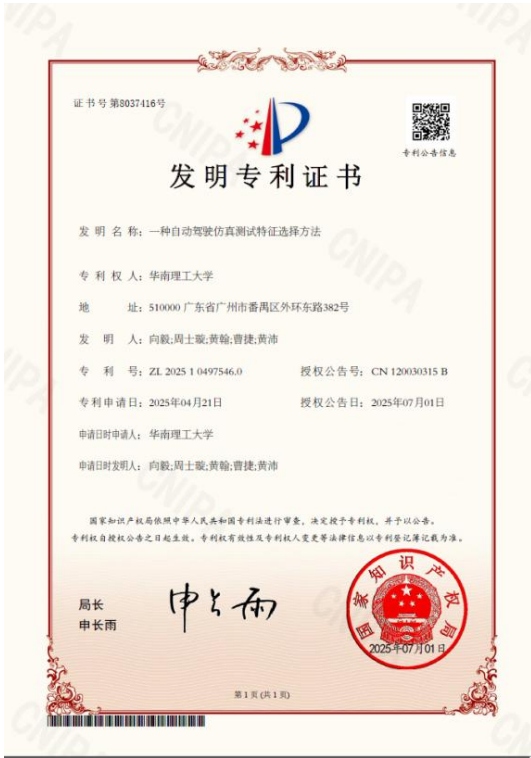 证书号第8037416号
专利公告信息
发明专利证书
发明名称：一种自动驾驶仿真测试特征选择方法
专利权人：华南理工大学
地址：510000 广东省广州市番禺区外环东路382号
发明人：向毅;周士璇;黄翰;曹捷;黄沛
专利号：ZL 2025 1 0497546.0 授权公告号：CN 120030315 B
专利申请日：2025年04月21日 授权公告日：2025年07月01日
申请日时申请人：华南理工大学
申请日时发明人：向毅;周士璇;黄翰;曹捷;黄沛
国家知识产权局依照中华人民共和国专利法进行审查，决定授予专利权，并予以公告。
专利权自授权公告之日起生效。专利权有效性及专利权人变更等法律信息以专利登记簿记载为准。
局长
申长雨
申长雨
国家知识产权局
2025年07月01日
第1页(共1页)
CNIPA